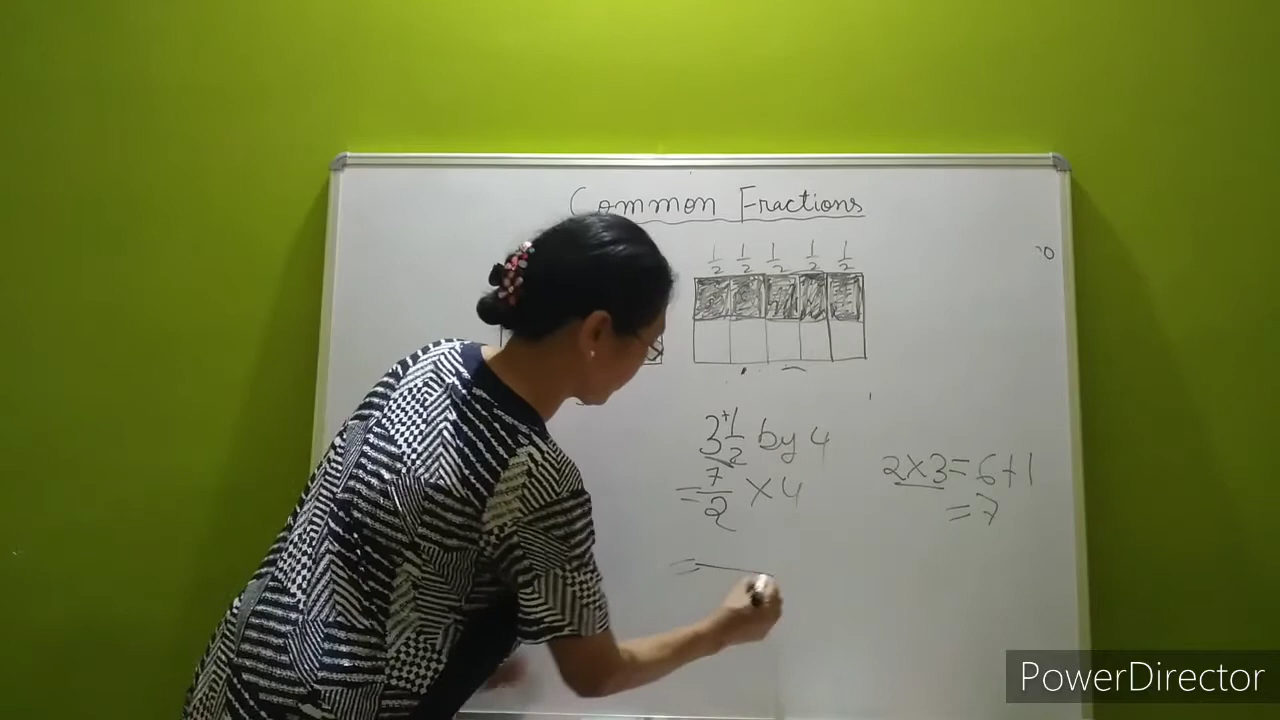 Common Fractions
1/2 1/2 1/2 1/2 1/2
3 1/2 by 4
= 7/2 × 4
=
2×3=6+1
=7
PowerDirector